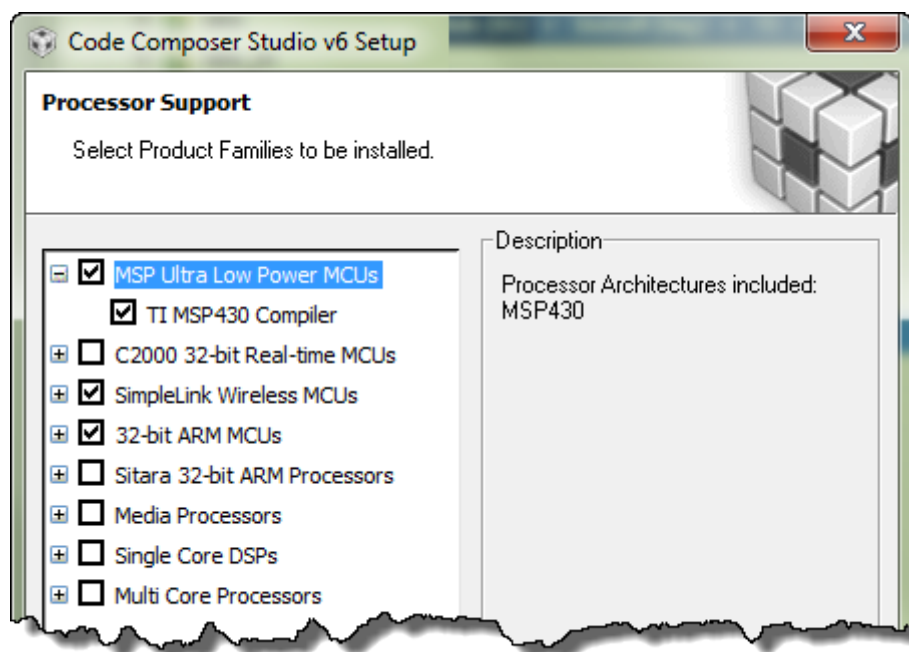 Code Composer Studio v6 Setup
Processor Support
Select Product Families to be installed.
MSP Ultra Low Power MCUs
TI MSP430 Compiler
C2000 32-bit Real-time MCUs
SimpleLink Wireless MCUs
32-bit ARM MCUs
Sitara 32-bit ARM Processors
Media Processors
Single Core DSPs
Multi Core Processors
Description
Processor Architectures included:
MSP430